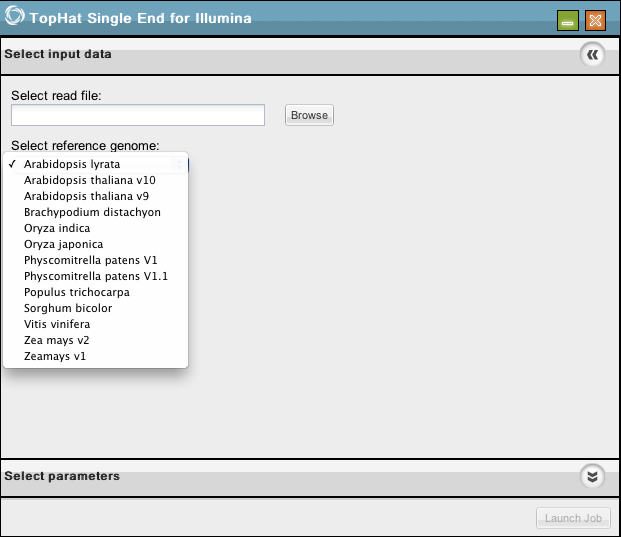 TopHat Single End for Illumina
Select input data
Select read file:
Browse
Select reference genome:
✓ Arabidopsis lyrata
Arabidopsis thaliana v10
Arabidopsis thaliana v9
Brachypodium distachyon
Oryza indica
Oryza japonica
Physcomitrella patens V1
Physcomitrella patens V1.1
Populus trichocarpa
Sorghum bicolor
Vitis vinifera
Zea mays v2
Zeamays v1
Select parameters
Launch Job